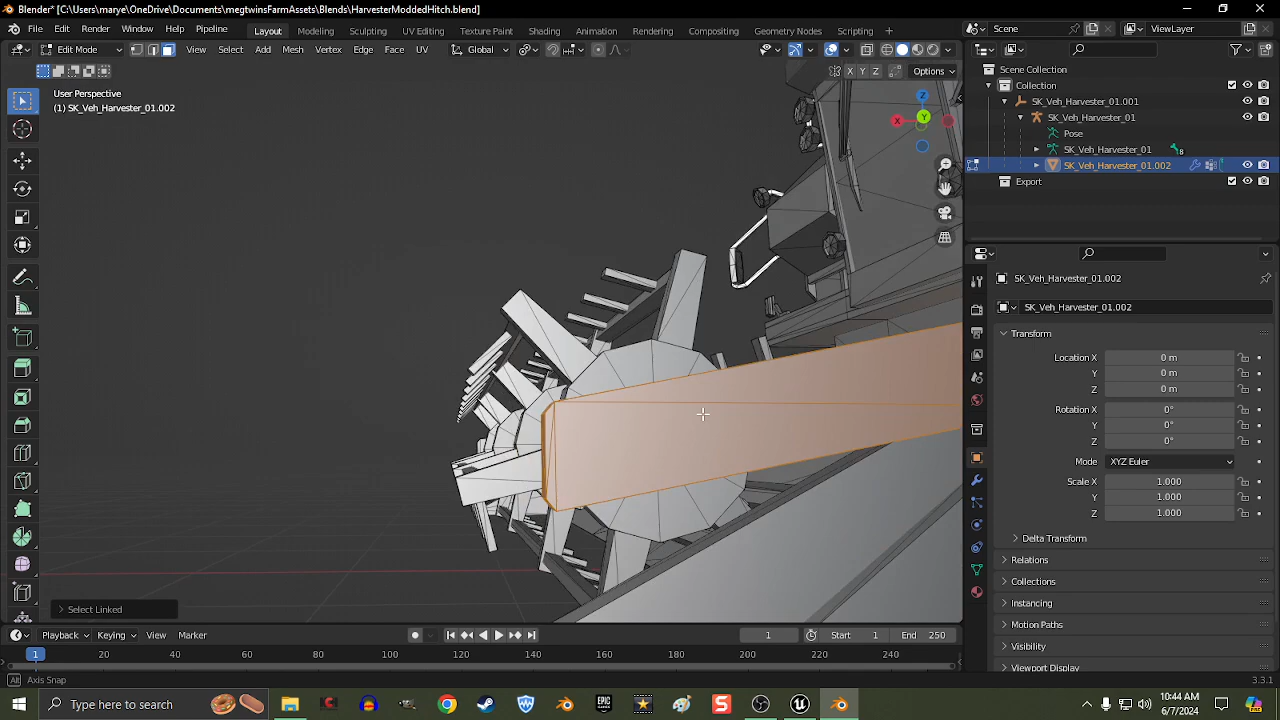 Blender* [C:\Users\marye\OneDrive\Documents\megtwinsFarmAssets\Blends\HarvesterModdedHitch.blend]
File Edit Render Window Help Pipeline Layout Modeling Sculpting UV Editing Texture Paint Shading Animation Rendering Compositing Geometry Nodes Scripting + Scene ViewLayer
Edit Mode View Select Add Mesh Vertex Edge Face UV Global
X Y Z Options
User Perspective
(1) SK_Veh_Harvester_01.002
Z
Y
X
Scene Collection
Collection
SK_Veh_Harvester_01.001
SK_Veh_Harvester_01
Pose
SK_Veh_Harvester_01 8
SK_Veh_Harvester_01.002
Export
SK_Veh_Harvester_01.002
SK_Veh_Harvester_01.002
Transform
Location X 0 m
Y 0 m
Z 0 m
Rotation X 0°
Y 0°
Z 0°
Mode XYZ Euler
Scale X 1.000
Y 1.000
Z 1.000
Delta Transform
Relations
Collections
Instancing
Motion Paths
Visibility
Viewport Display
Select Linked
Playback Keying View Marker 1 Start 1 End 250
1 20 40 60 80 100 120 140 160 180 200 220 240
Alt Axis Snap 3.3.1
Type here to search
10:44 AM
6/7/2024